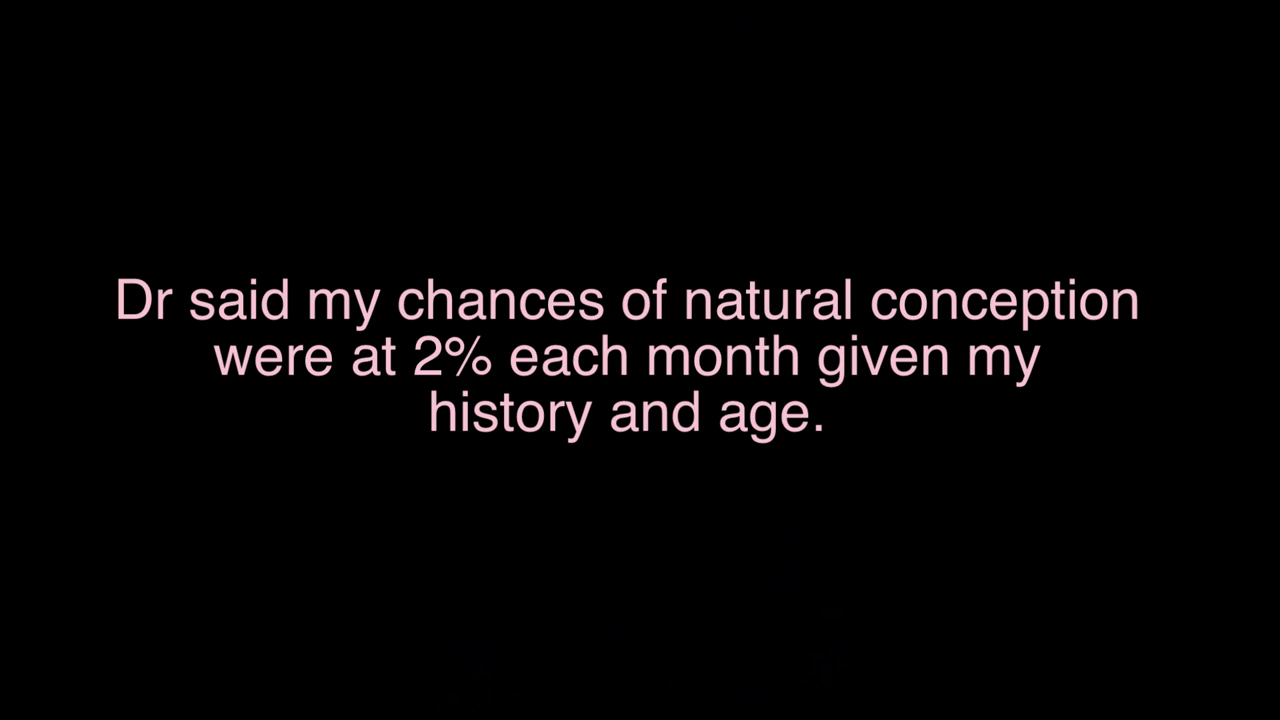 Dr said my chances of natural conception
were at 2% each month given my
history and age.